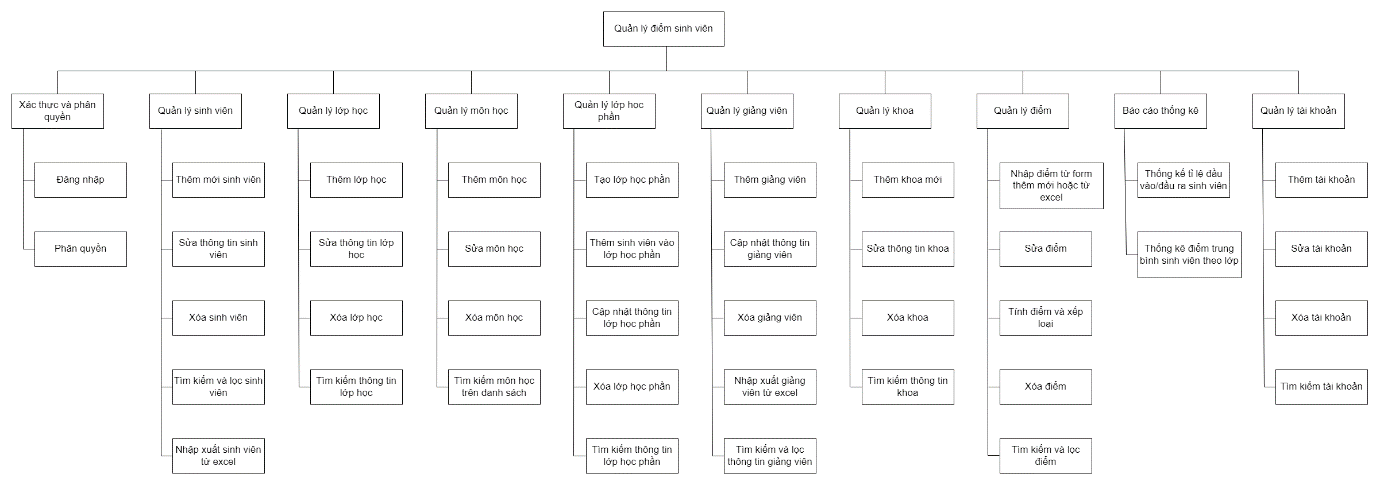 Quản lý điểm sinh viên
Xác thực và phân
quyền
Đăng nhập
Phân quyền
Quản lý sinh viên
Thêm mới sinh viên
Sửa thông tin sinh
viên
Xóa sinh viên
Tìm kiếm và lọc sinh
viên
Nhập xuất sinh viên
từ excel
Quản lý lớp học
Thêm lớp học
Sửa thông tin lớp
học
Xóa lớp học
Tìm kiếm thông tin
lớp học
Quản lý môn học
Thêm môn học
Sửa môn học
Xóa môn học
Tìm kiếm môn học
trên danh sách
Quản lý lớp học
phần
Tạo lớp học phần
Thêm sinh viên vào
lớp học phần
Cập nhật thông tin
lớp học phần
Xóa lớp học phần
Tìm kiếm thông tin
lớp học phần
Quản lý giảng viên
Thêm giảng viên
Cập nhật thông tin
giảng viên
Xóa giảng viên
Nhập xuất giảng
viên từ excel
Tìm kiếm và lọc
thông tin giảng viên
Quản lý khoa
Thêm khoa mới
Sửa thông tin khoa
Xóa khoa
Tìm kiếm thông tin
khoa
Quản lý điểm
Nhập điểm từ form
thêm mới hoặc từ
excel
Sửa điểm
Tính điểm và xếp
loại
Xóa điểm
Tìm kiếm và lọc
điểm
Báo cáo thống kê
Thống kế tỉ lệ đầu
vào/đầu ra sinh viên
Thống kê điểm trung
bình sinh viên theo lớp
Quản lý tài khoản
Thêm tài khoản
Sửa tài khoản
Xóa tài khoản
Tìm kiếm tài khoản